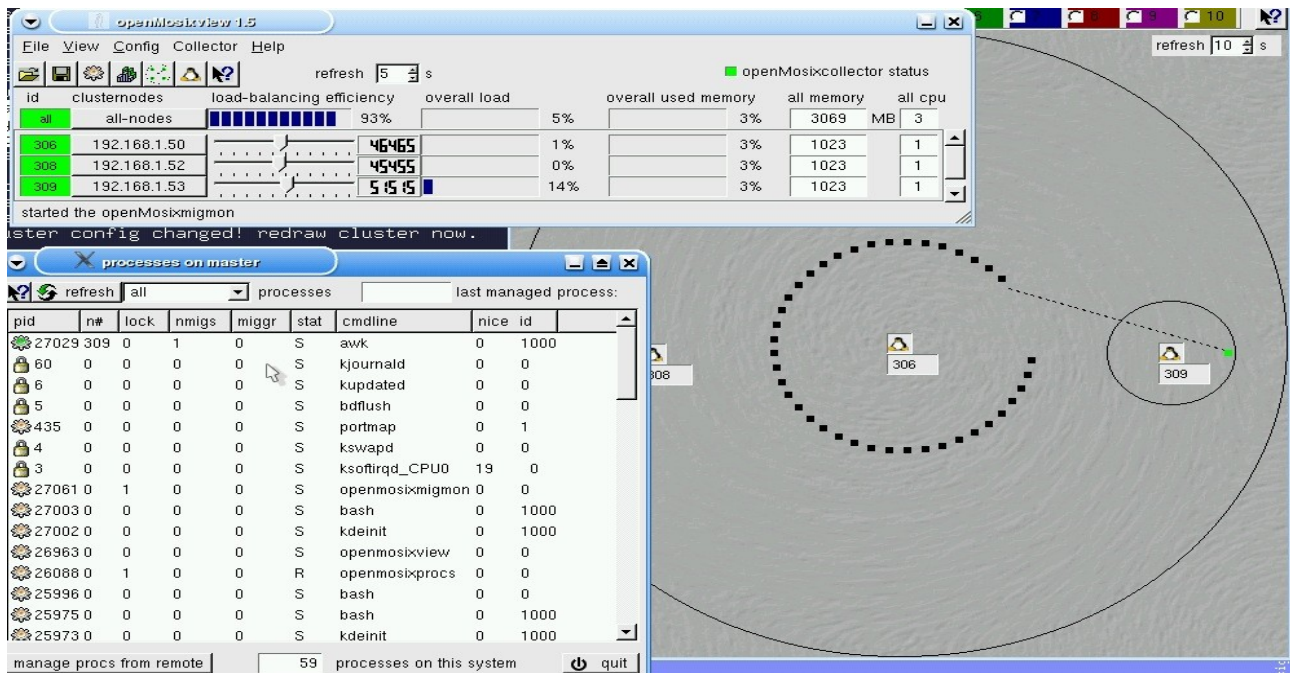 openMosixview 1.5
File View Config Collector Help
refresh 5 s
openMosixcollector status
id clusternodes load-balancing efficiency overall load overall used memory all memory all cpu
all all-nodes 93% 5% 3% 3069 MB 3
306 192.168.1.50 46465 1% 3% 1023 1
308 192.168.1.52 45455 0% 3% 1023 1
309 192.168.1.53 51515 14% 3% 1023 1
started the openMosixmigmon
uster config changed! redraw cluster now.
8 9 10
refresh 10 s
308
306
309
processes on master
refresh all processes last managed process:
pid n# lock nmigs miggr stat cmdline nice id
27029 309 0 1 0 S awk 0 1000
60 0 0 0 0 S kjournald 0 0
6 0 0 0 0 S kupdated 0 0
5 0 0 0 0 S bdflush 0 0
435 0 0 0 0 S portmap 0 1
4 0 0 0 0 S kswapd 0 0
3 0 0 0 0 S ksoftirqd_CPU0 19 0
27061 0 1 0 0 S openmosixmigmon 0 0
27003 0 0 0 0 S bash 0 1000
27002 0 0 0 0 S kdeinit 0 1000
26963 0 0 0 0 S openmosixview 0 0
26088 0 1 0 0 R openmosixprocs 0 0
25996 0 0 0 0 S bash 0 0
25975 0 0 0 0 S bash 0 1000
25973 0 0 0 0 S kdeinit 0 1000
manage procs from remote 59 processes on this system quit